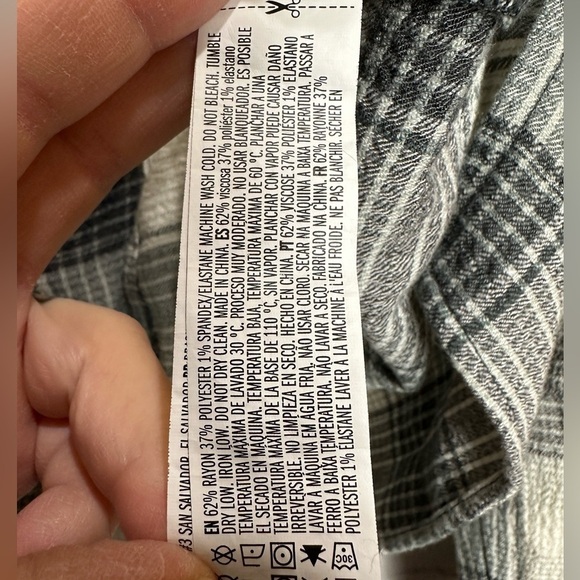 #3 SAN SALVADOR, EL SALVADOR
EN 62% RAYON 37% POLYESTER 1% SPANDEX/ELASTANE MACHINE WASH COLD. DO NOT BLEACH. TUMBLE
DRY LOW. IRON LOW. DO NOT DRY CLEAN. MADE IN CHINA. ES 62% viscosa 37% poliéster 1% elastano
TEMPERATURA MÁXIMA DE LAVADO 30 °C. PROCESO MUY MODERADO. NO USAR BLANQUEADOR. ES POSIBLE
EL SECADO EN MÁQUINA. TEMPERATURA BAJA, TEMPERATURA MÁXIMA DE 60 °C. PLANCHAR A UNA
TEMPERATURA MÁXIMA DE LA BASE DE 110 °C, SIN VAPOR. PLANCHAR CON VAPOR PUEDE CAUSAR DAÑO
IRREVERSIBLE. NO LIMPIEZA EN SECO. HECHO EN CHINA. PT 62% VISCOSE 37% POLIÉSTER 1% ELASTANO
LAVAR A MÁQUINA EM ÁGUA FRIA, NÃO USAR CLORO. SECAR NA MÁQUINA A BAIXA TEMPERATURA, PASSAR A
FERRO A BAIXA TEMPERATURA. NÃO LAVAR A SECO. FABRICADO NA CHINA. FR 62% RAYONNE 37%
POLYESTER 1% ELASTANE LAVER À LA MACHINE À L'EAU FROIDE. NE PAS BLANCHIR. SÉCHER EN
30C